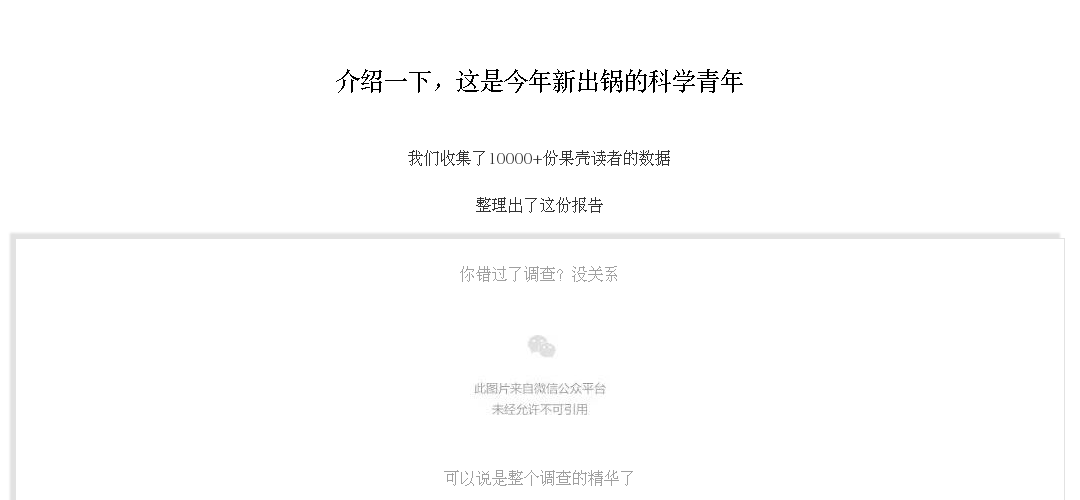 介绍一下，这是今年新出锅的科学青年
我们收集了10000+份果壳读者的数据
整理出了这份报告
你错过了调查？没关系
此图片来自微信公众平台
未经允许不可引用
可以说是整个调查的精华了